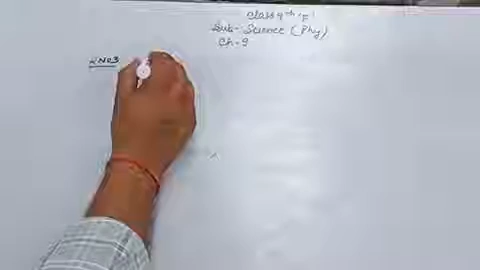 Class 9th 'F'
Sub- Science (Phy)
Ch-9